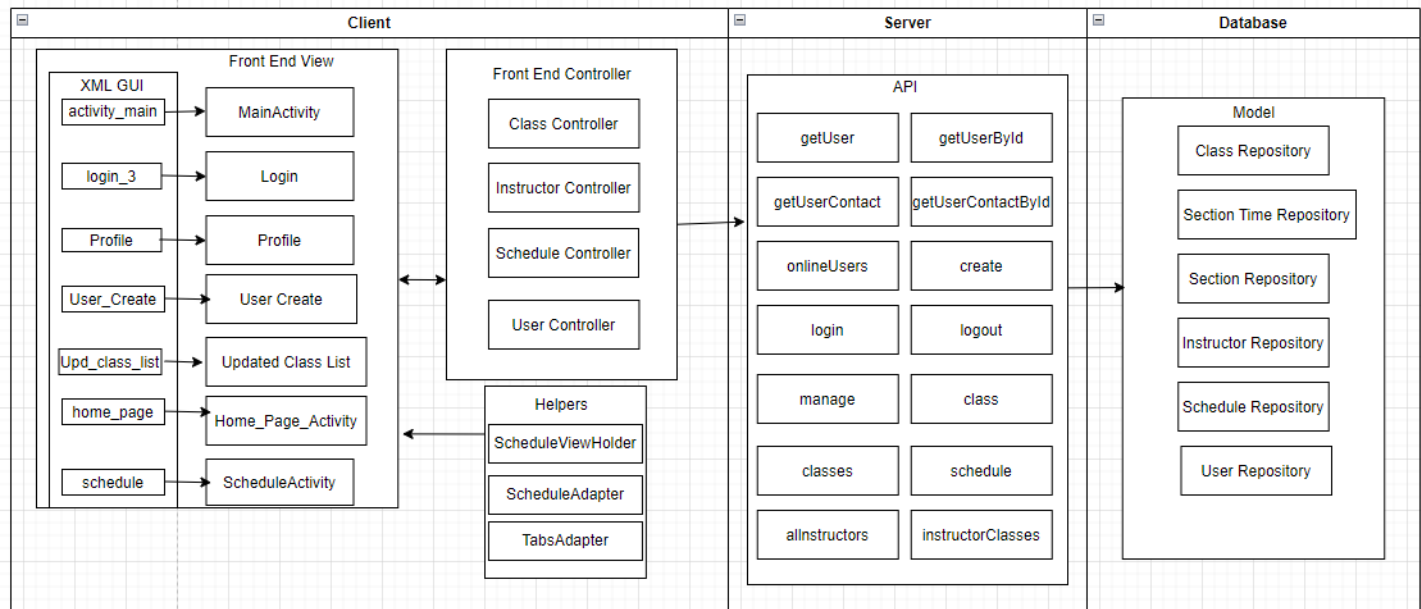 Client
Server
Database
Front End View
XML GUI
activity_main
MainActivity
login_3
Login
Profile
Profile
User_Create
User Create
Upd_class_list
Updated Class List
home_page
Home_Page_Activity
schedule
ScheduleActivity
Front End Controller
Class Controller
Instructor Controller
Schedule Controller
User Controller
Helpers
ScheduleViewHolder
ScheduleAdapter
TabsAdapter
API
getUser
getUserById
getUserContact
getUserContactById
onlineUsers
create
login
logout
manage
class
classes
schedule
allnstructors
instructorClasses
Model
Class Repository
Section Time Repository
Section Repository
Instructor Repository
Schedule Repository
User Repository